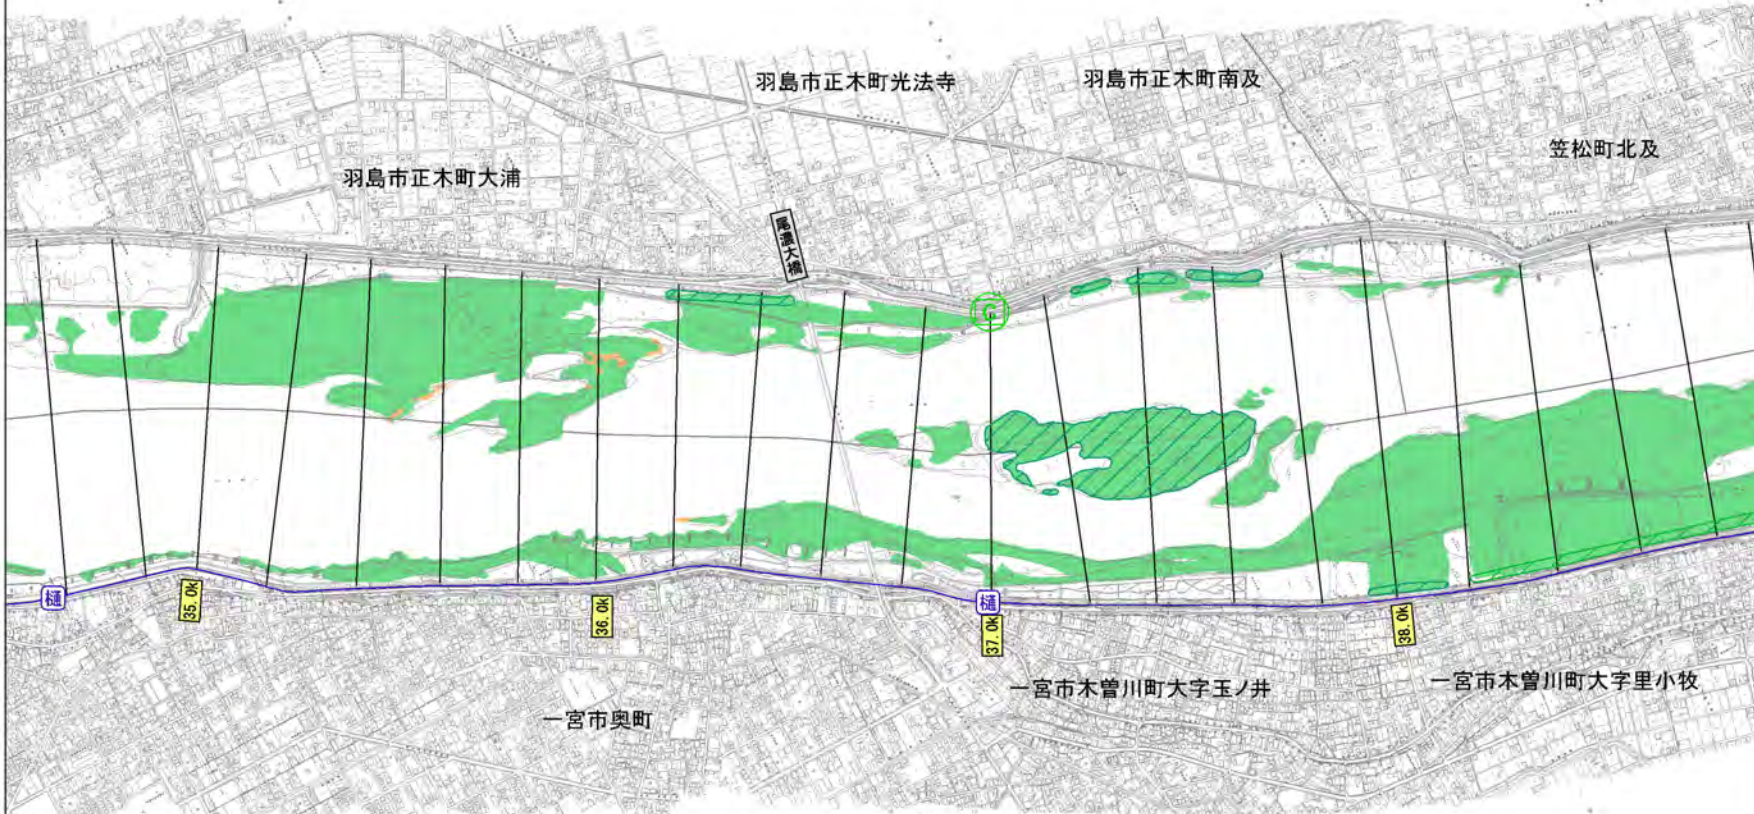 羽島市正木町光法寺
羽島市正木町南及
笠松町北及
羽島市正木町大浦
尾濃大橋
G
樋
35.0k
36.0k
樋
37.0k
38.0k
一宮市木曽川町大字玉ノ井
一宮市木曽川町大字里小牧
一宮市奥町